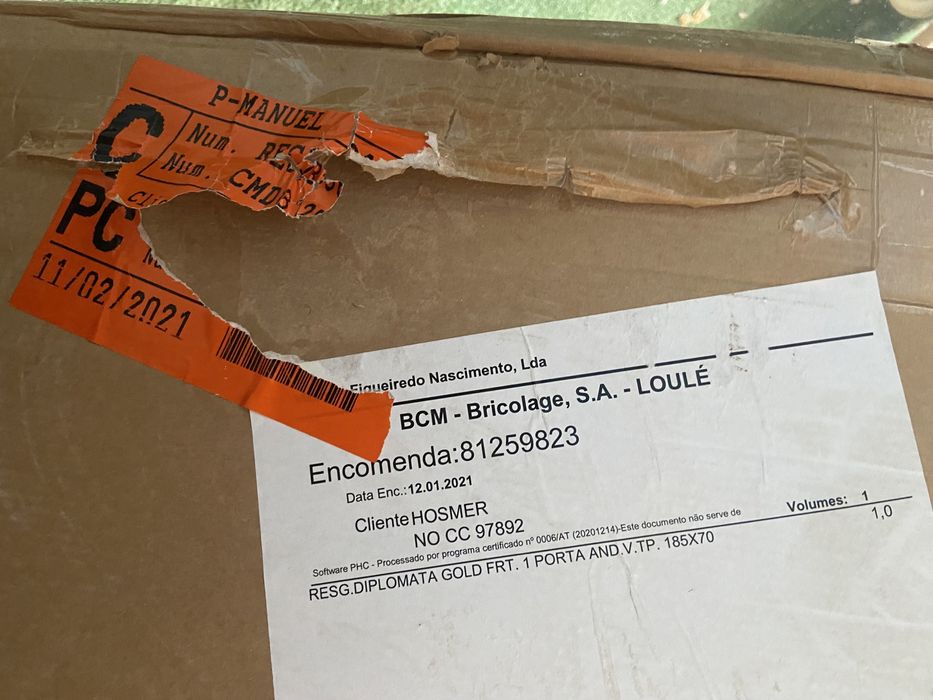 P-MANUEL
C
Num.
Num. CMDB
PC
11/02/2021
Figueiredo Nascimento, Lda
BCM - Bricolage, S.A. - LOULÉ
Encomenda:81259823
Data Enc.:12.01.2021
Cliente HOSMER
NO CC 97892
Volumes: 1
Software PHC - Processado por programa certificado nº 0006/AT (20201214)-Este documento não serve de
1,0
RESG.DIPLOMATA GOLD FRT. 1 PORTA AND.V.TP. 185X70